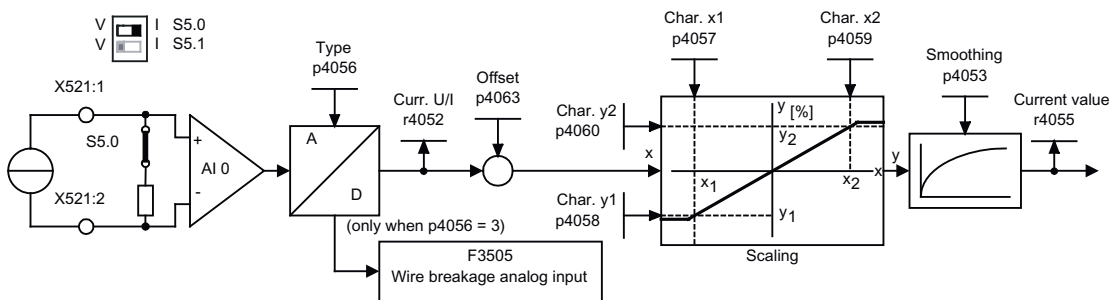 V I S5.0
V I S5.1
X521:1
S5.0
X521:2
+
AI 0
-
Type
p4056
A
D
(only when p4056 = 3)
F3505
Wire breakage analog input
Curr. U/I
r4052
Offset
p4063
Char. y2
p4060
x
Char. y1
p4058
Char. x1
p4057
Char. x2
p4059
y [%]
y2
x1
x2
x
y1
Scaling
y
Smoothing
p4053
Current value
r4055